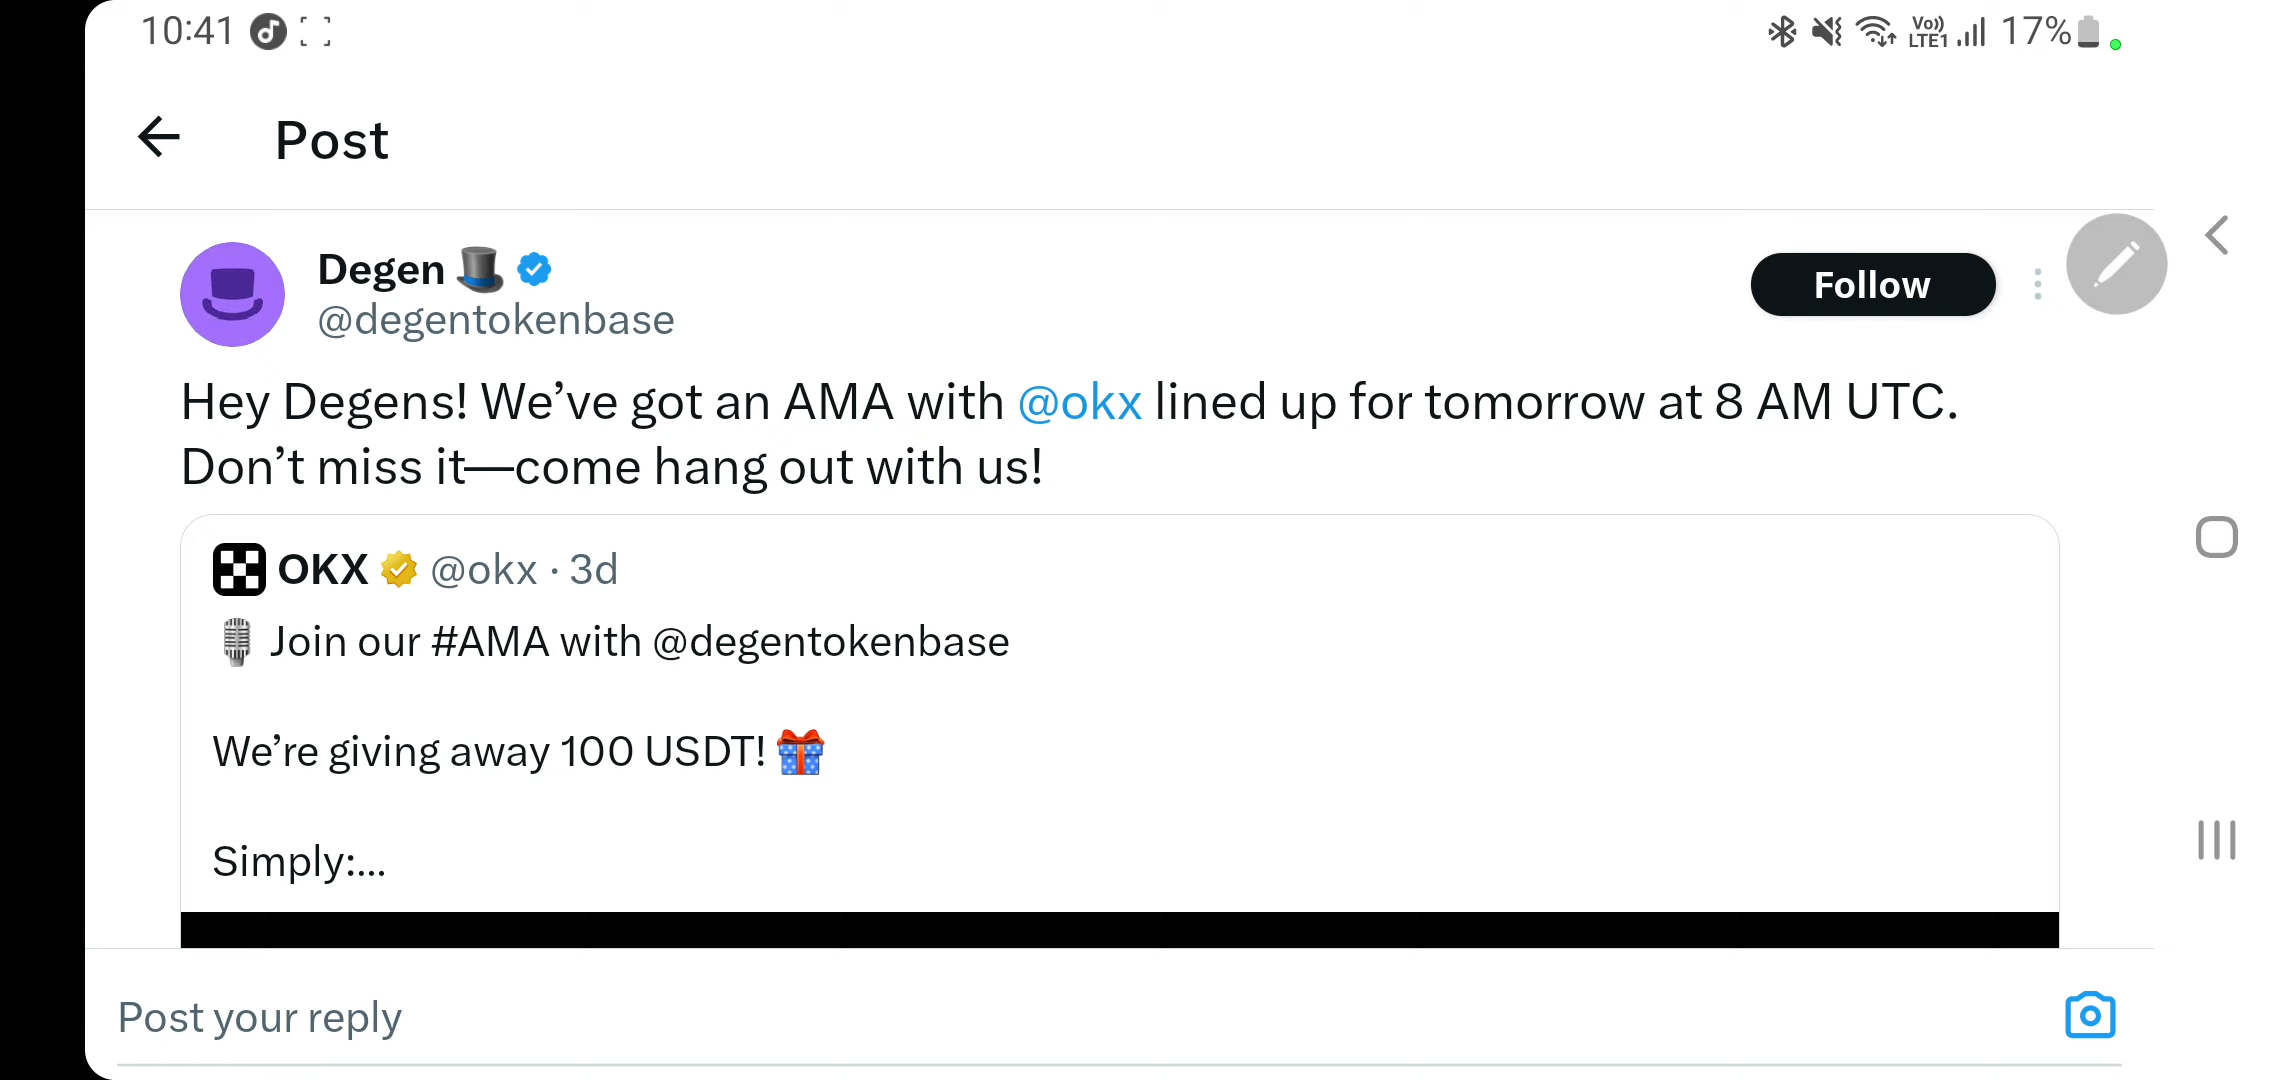 10:41
Vo)) LTE1 17%
Post
Degen
@degentokenbase
Follow
Hey Degens! We’ve got an AMA with @okx lined up for tomorrow at 8 AM UTC.
Don’t miss it—come hang out with us!
OKX @okx · 3d
Join our #AMA with @degentokenbase
We’re giving away 100 USDT!
Simply:...
Post your reply